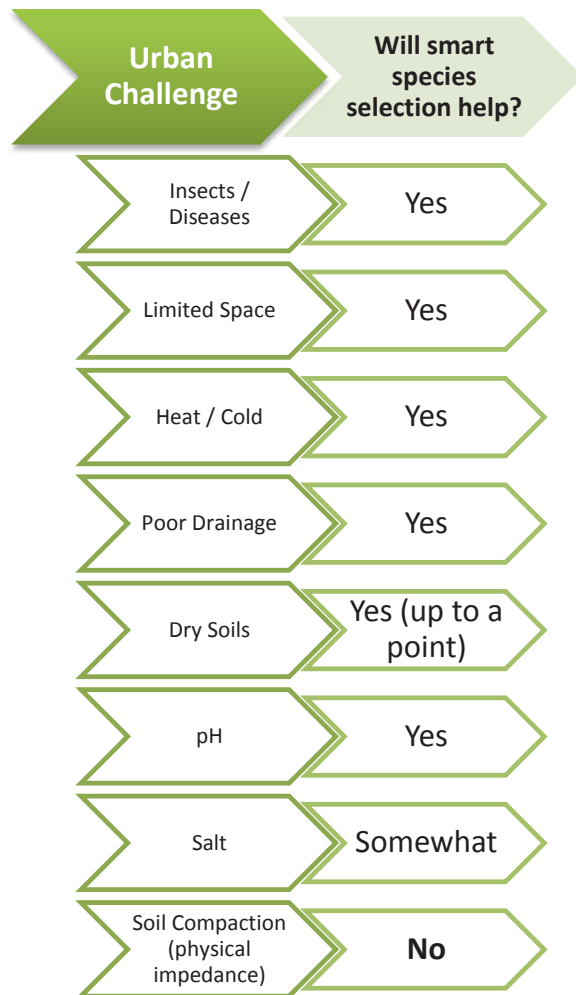 Urban
Challenge
Will smart
species
selection help?
Insects /
Diseases
Yes
Limited Space
Yes
Heat / Cold
Yes
Poor Drainage
Yes
Dry Soils
Yes (up to a
point)
pH
Yes
Salt
Somewhat
Soil Compaction
(physical
impedance)
No